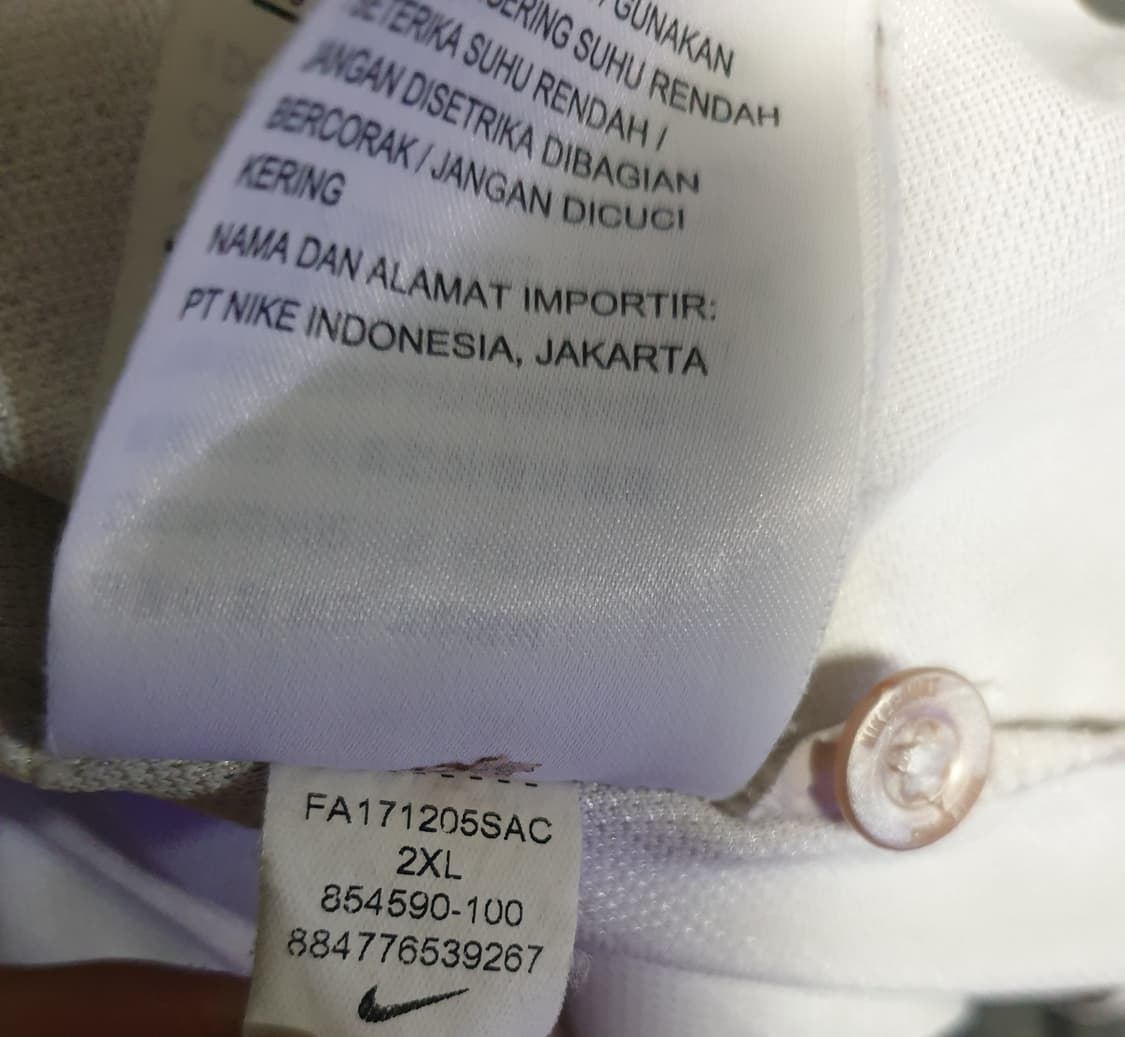 GUNAKAN
SERING SUHU RENDAH
SETERIKA SUHU RENDAH /
JANGAN DISETRIKA DIBAGIAN
BERCORAK / JANGAN DICUCI
KERING
NAMA DAN ALAMAT IMPORTIR:
PT NIKE INDONESIA, JAKARTA
FA171205SAC
2XL
854590-100
884776539267